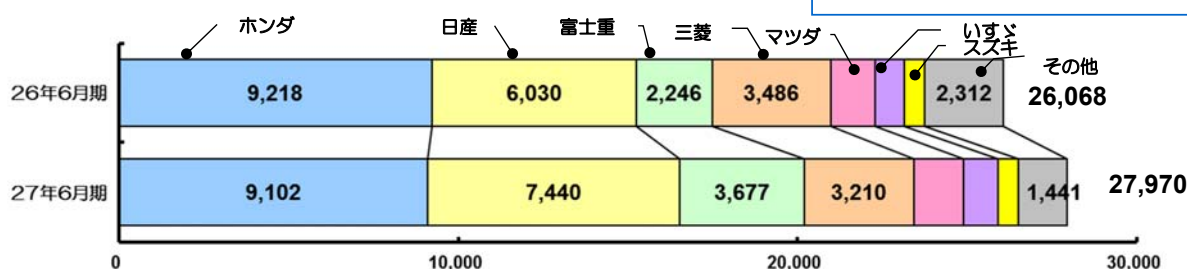 ホンダ 日産 富士重 三菱 マツダ いすゞ
スズキ
その他
26年6月期 9,218 6,030 2,246 3,486 2,312 26,068
27年6月期 9,102 7,440 3,677 3,210 1,441 27,970
0 10,000 20,000 30,000